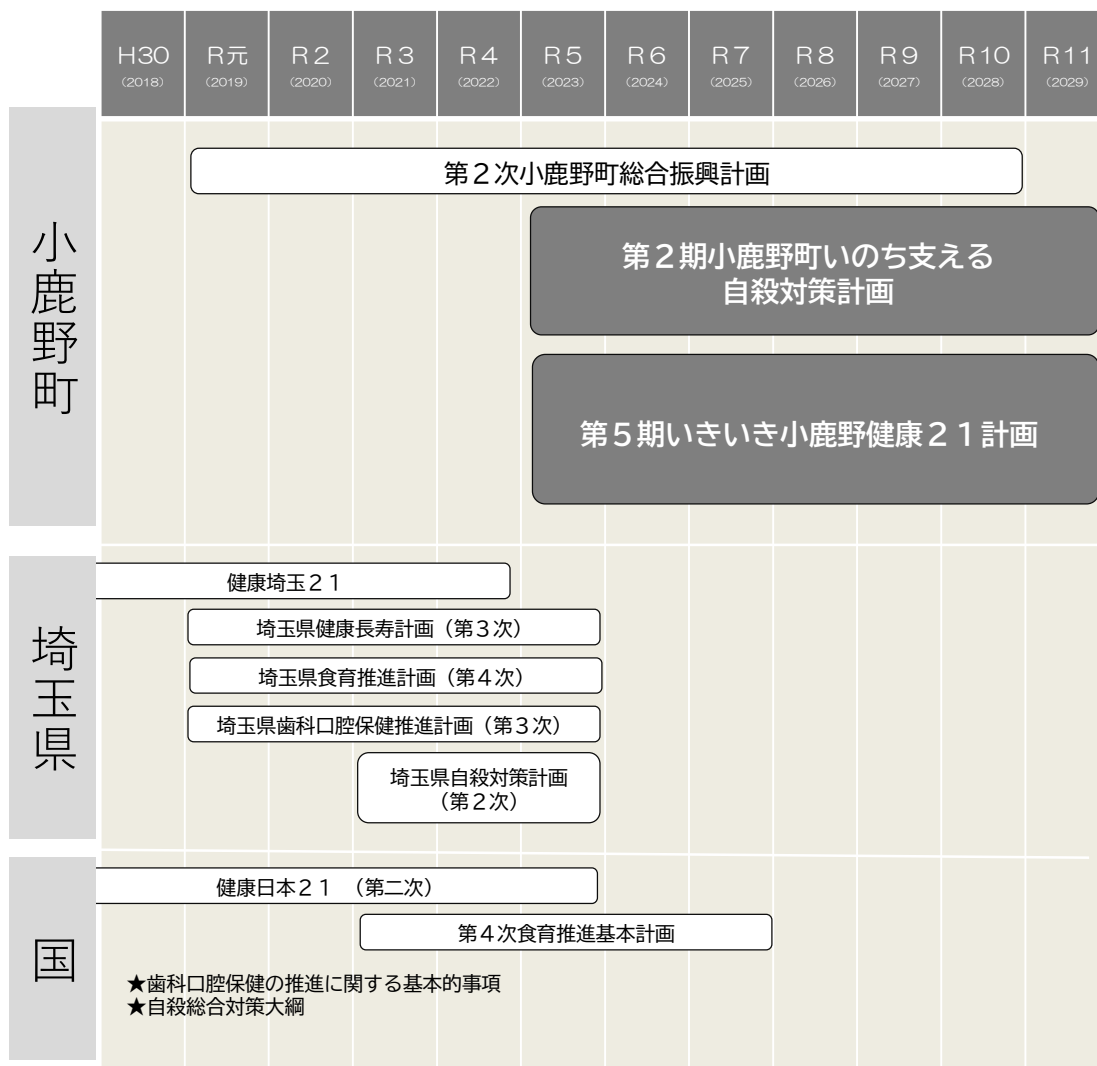 H30 R元 R2 R3 R4 R5 R6 R7 R8 R9 R10 R11
(2018) (2019) (2020) (2021) (2022) (2023) (2024) (2025) (2026) (2027) (2028) (2029)
小鹿野町
第2次小鹿野町総合振興計画
第2期小鹿野町いのち支える
自殺対策計画
第5期いきいき小鹿野健康21計画
埼玉県
健康埼玉21
埼玉県健康長寿計画（第3次）
埼玉県食育推進計画（第4次）
埼玉県歯科口腔保健推進計画（第3次）
埼玉県自殺対策計画
（第2次）
国
健康日本21　（第二次）
第4次食育推進基本計画
★歯科口腔保健の推進に関する基本的事項
★自殺総合対策大綱